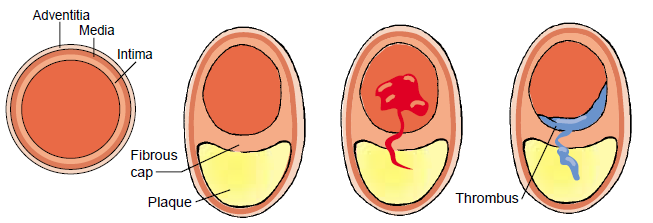 Adventitia
Media
Intima
Fibrous
cap
Plaque
Thrombus